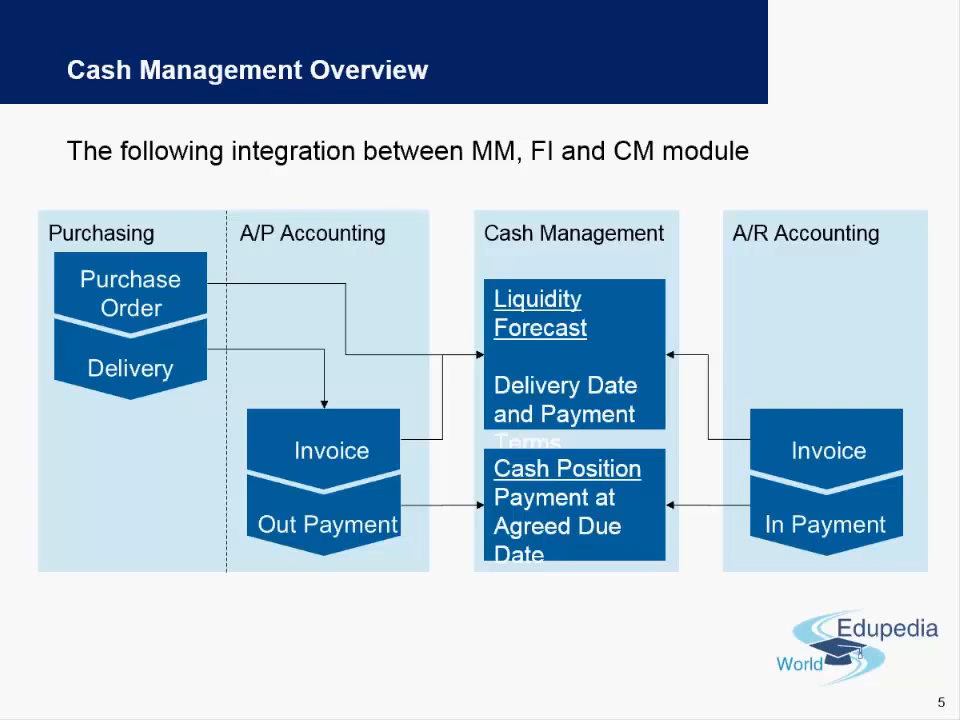 Cash Management Overview
The following integration between MM, FI and CM module
Purchasing
Purchase
Order
Delivery
A/P Accounting
Invoice
Out Payment
Cash Management
Liquidity
Forecast
Delivery Date
and Payment
Terms
Cash Position
Payment at
Agreed Due
Date
A/R Accounting
Invoice
In Payment
Edupedia
World
5